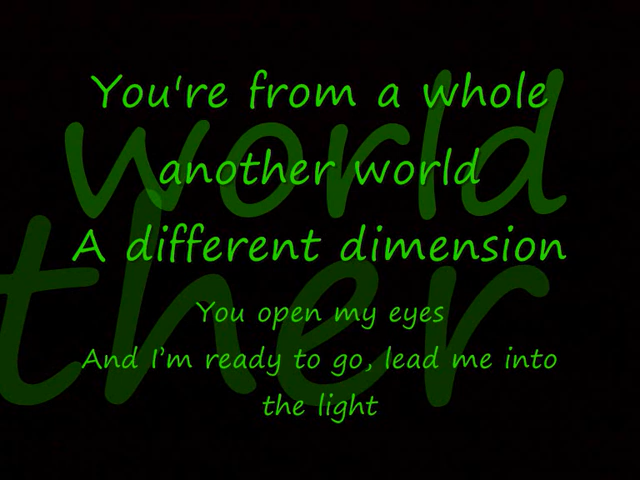 You're from a whole
another world
A different dimension
You open my eyes
And I'm ready to go, lead me into
the light
world
ther